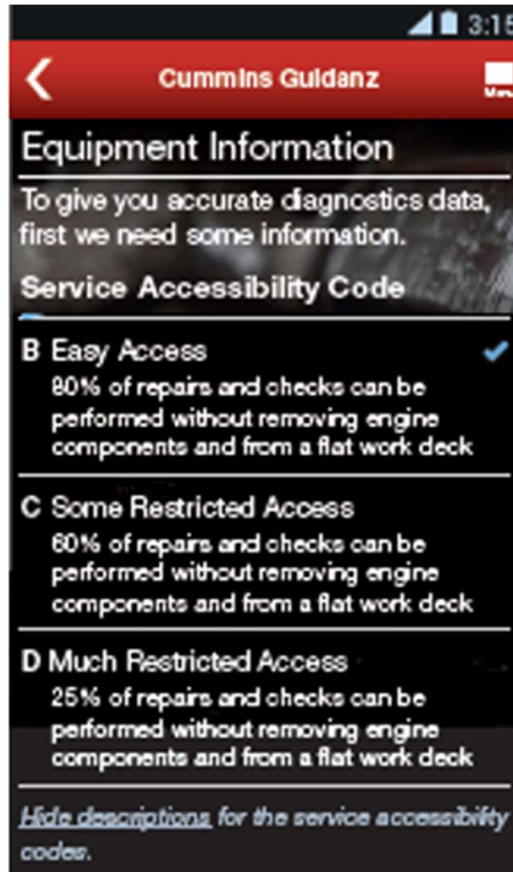 3:15
Cummins Guidanz
Menu
Equipment Information
To give you accurate diagnostics data,
first we need some information.
Service Accessibility Code
B Easy Access
80% of repairs and checks can be
performed without removing engine
components and from a flat work deck
C Some Restricted Access
60% of repairs and checks can be
performed without removing engine
components and from a flat work deck
D Much Restricted Access
25% of repairs and checks can be
performed without removing engine
components and from a flat work deck
Hide descriptions for the service accessibility
codes.